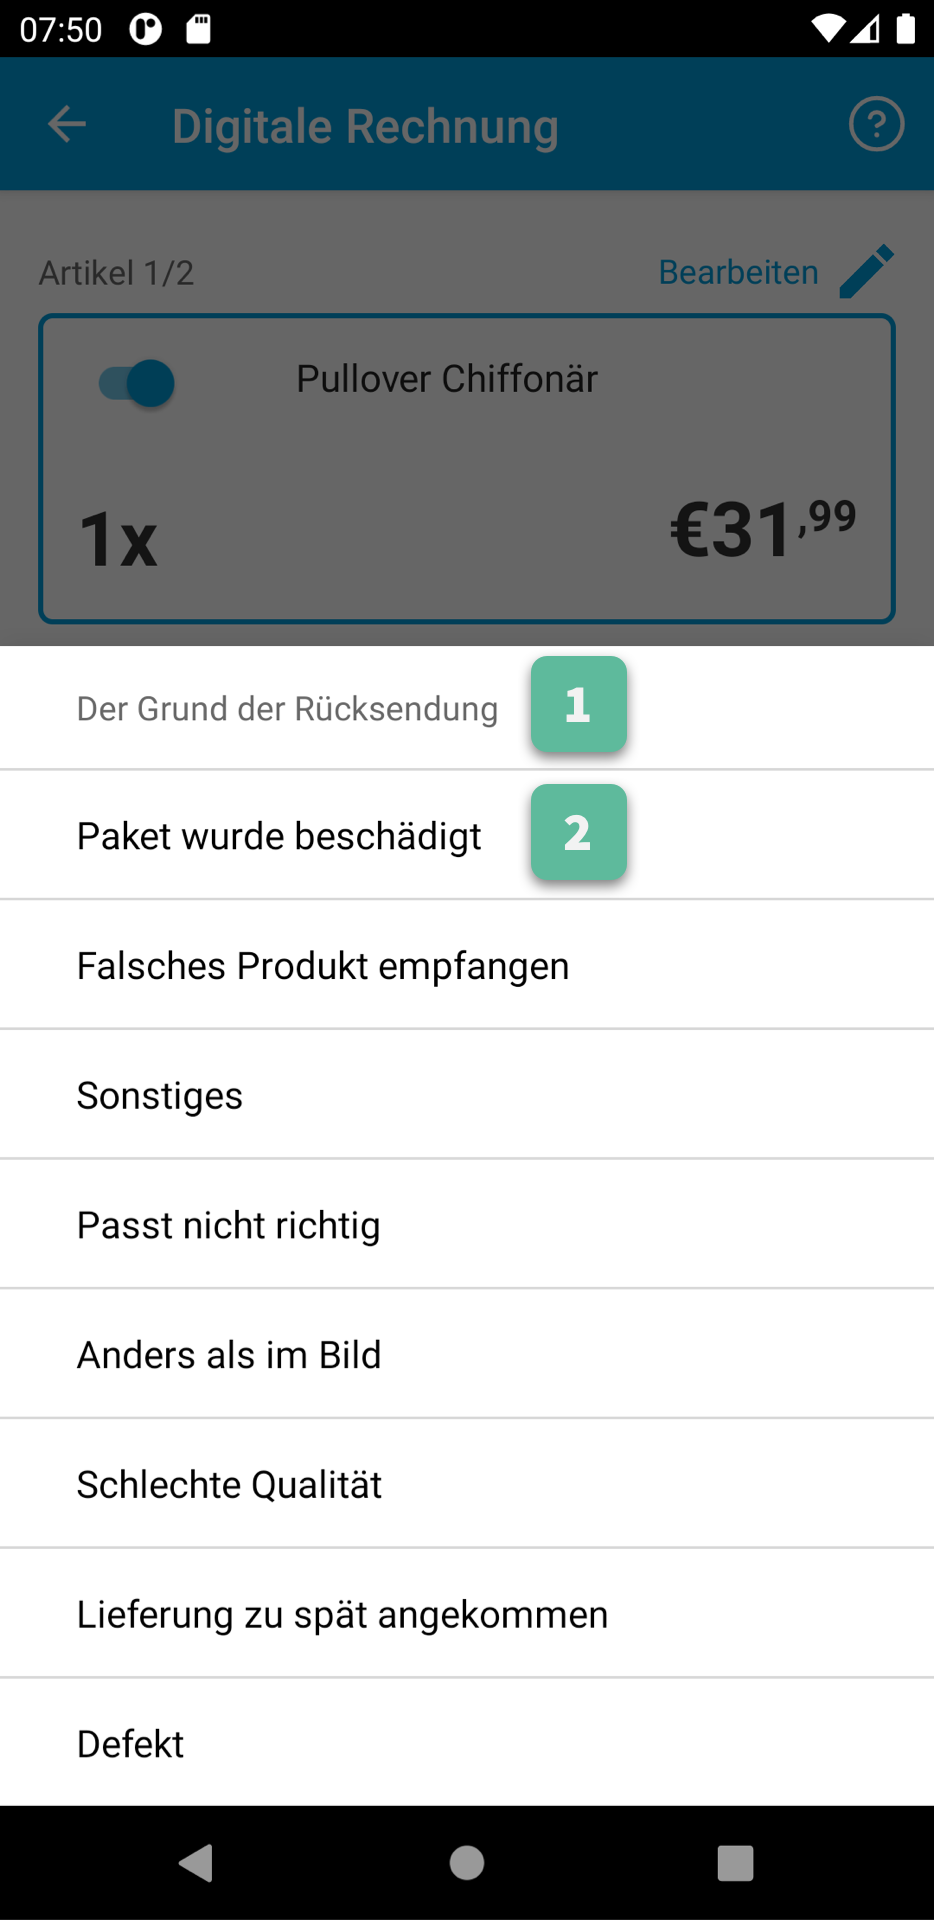 07:50
Digitale Rechnung
?
Artikel 1/2
Bearbeiten
Pullover Chiffonär
1x
€31,99
Der Grund der Rücksendung
1
Paket wurde beschädigt
2
Falsches Produkt empfangen
Sonstiges
Passt nicht richtig
Anders als im Bild
Schlechte Qualität
Lieferung zu spät angekommen
Defekt